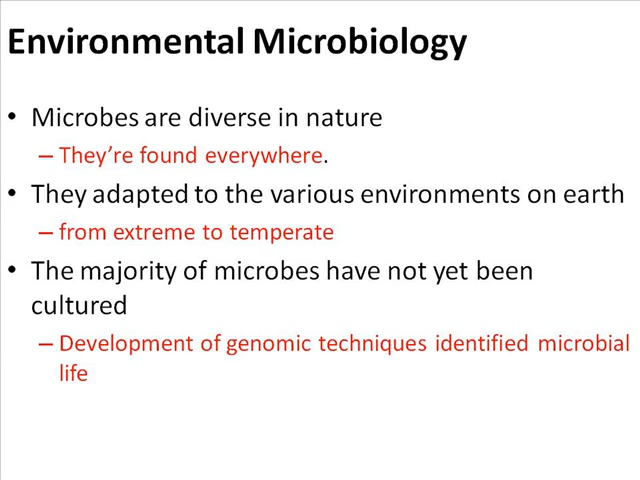 Environmental Microbiology
• Microbes are diverse in nature
– They’re found everywhere.
• They adapted to the various environments on earth
– from extreme to temperate
• The majority of microbes have not yet been
cultured
– Development of genomic techniques identified microbial
life